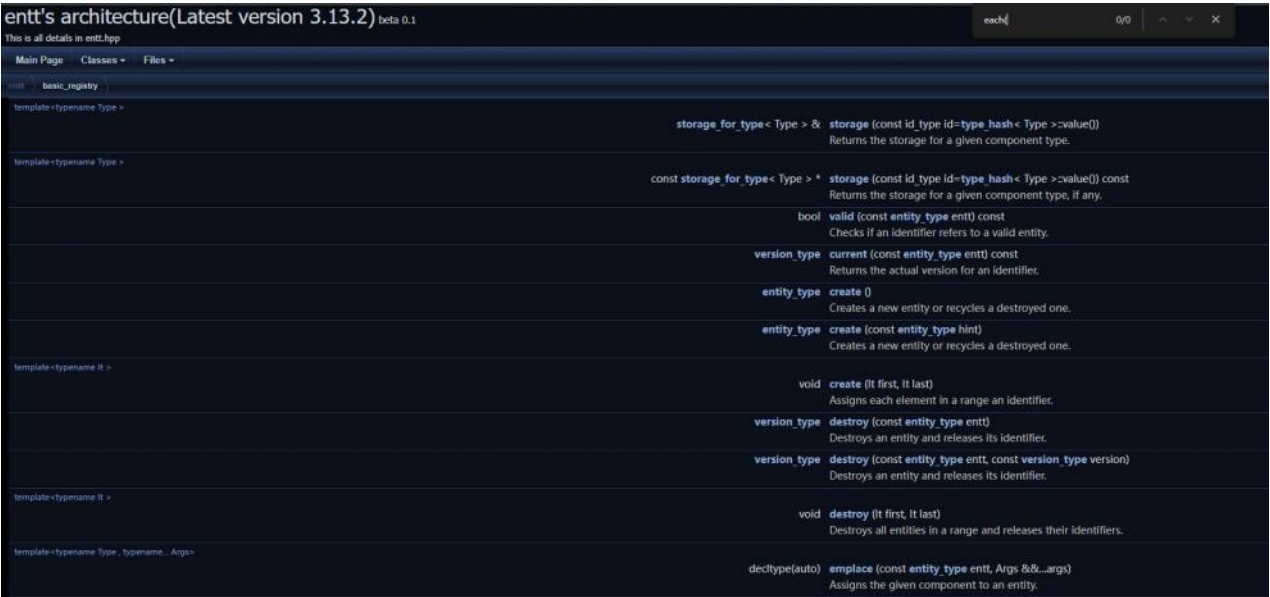 entt's architecture(Latest version 3.13.2) beta 0.1
each( 0/0
This is all details in entt.hpp
Main Page Classes Files
entt basic_registry
template<typename Type >
storage_for_type< Type > & storage (const id_type id=type_hash< Type >::value())
Returns the storage for a given component type.
template<typename Type >
const storage_for_type< Type > * storage (const id_type id=type_hash< Type >::value()) const
Returns the storage for a given component type, if any.
bool valid (const entity_type entt) const
Checks if an identifier refers to a valid entity.
version_type current (const entity_type entt) const
Returns the actual version for an identifier.
entity_type create ()
Creates a new entity or recycles a destroyed one.
entity_type create (const entity_type hint)
Creates a new entity or recycles a destroyed one.
template<typename It >
void create (It first, It last)
Assigns each element in a range an identifier.
version_type destroy (const entity_type entt)
Destroys an entity and releases its identifier.
version_type destroy (const entity_type entt, const version_type version)
Destroys an entity and releases its identifier.
template<typename It >
void destroy (It first, It last)
Destroys all entities in a range and releases their identifiers.
template<typename Type , typename... Args>
decltype(auto) emplace (const entity_type entt, Args &&...args)
Assigns the given component to an entity.